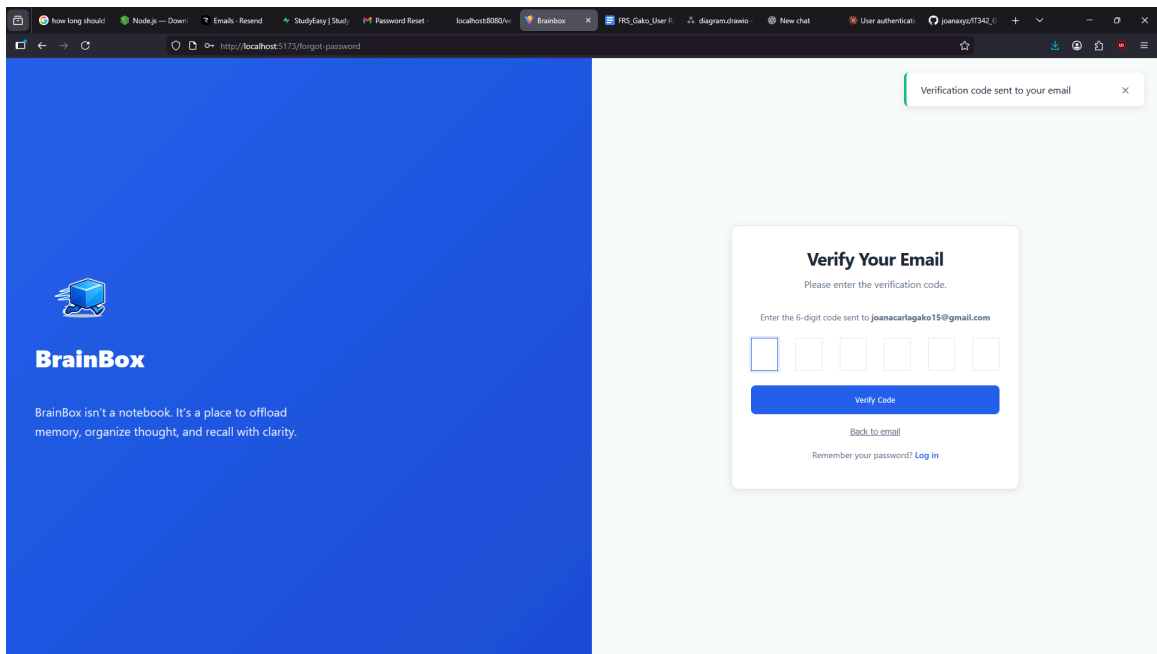 how long should
Node.js — Downl
Emails · Resend
StudyEasy | Study
Password Reset -
localhost:8080/ve
Brainbox
FRS_Gako_User R
diagram.drawio -
New chat
User authenticati
joanaxyz/IT342_G
http://localhost:5173/forgot-password
Verification code sent to your email
Verify Your Email
Please enter the verification code.
Enter the 6-digit code sent to joanacarlagako15@gmail.com
Verify Code
Back to email
Remember your password? Log in
BrainBox
BrainBox isn't a notebook. It's a place to offload
memory, organize thought, and recall with clarity.